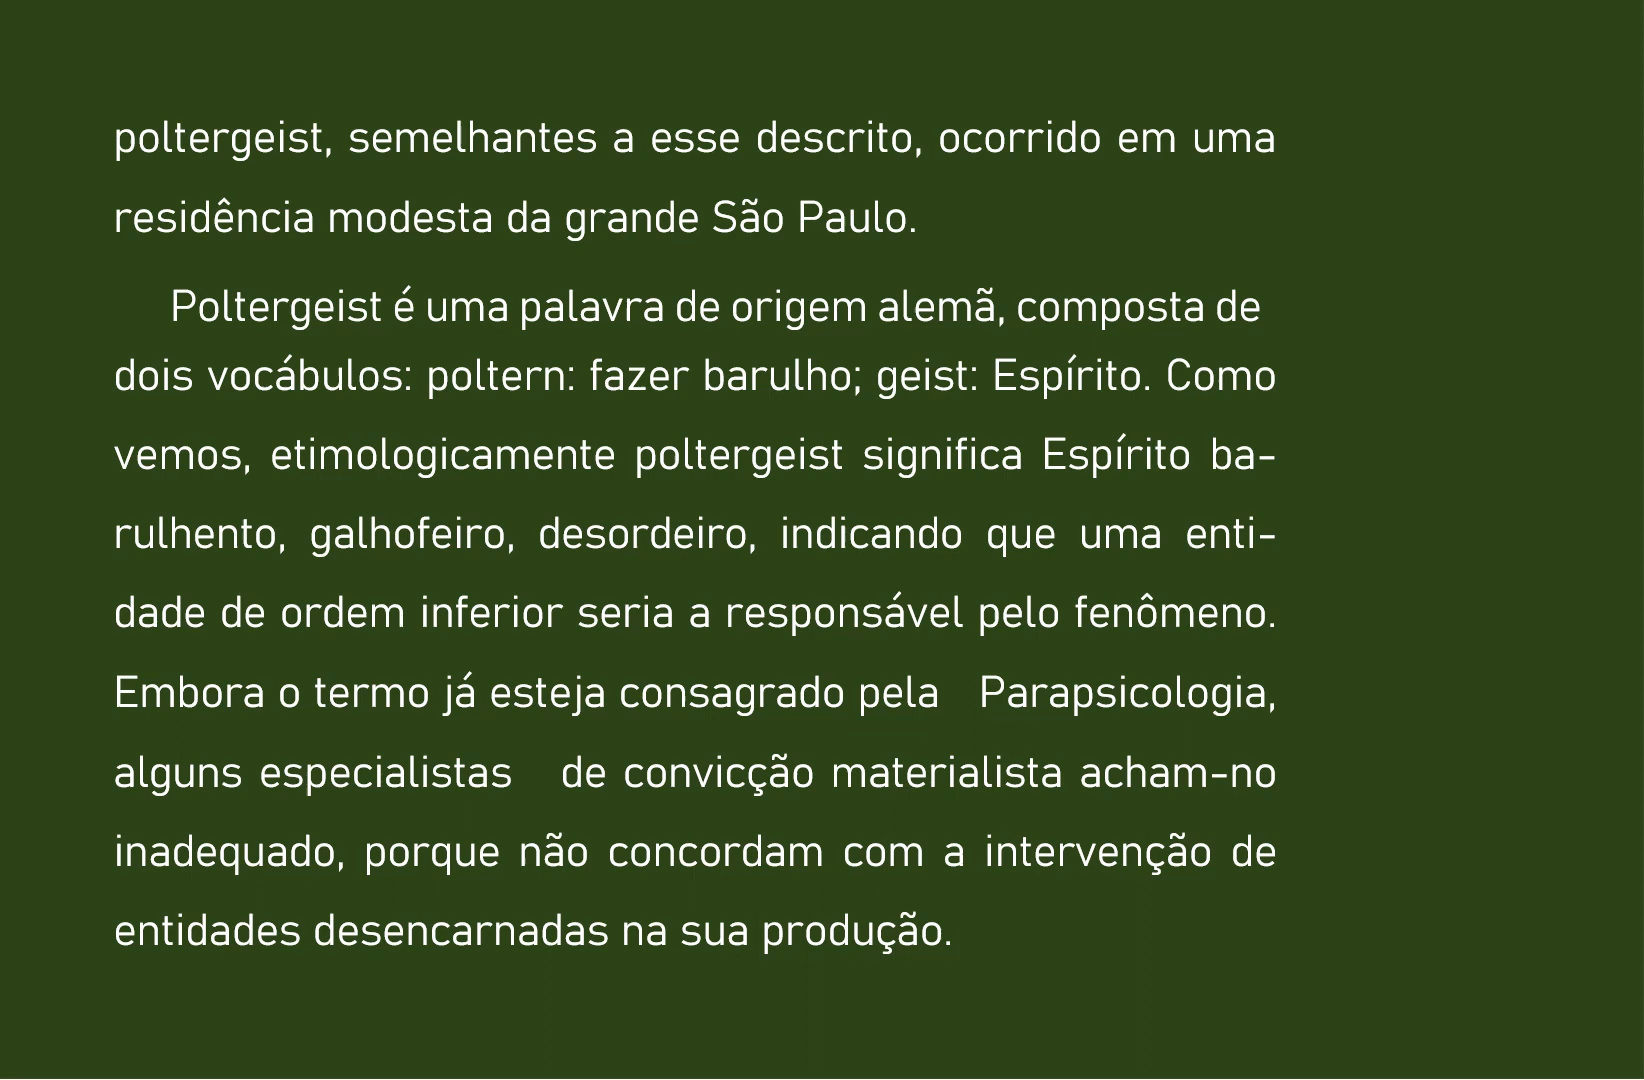 poltergeist, semelhantes a esse descrito, ocorrido em uma
residência modesta da grande São Paulo.
Poltergeist é uma palavra de origem alemã, composta de
dois vocábulos: poltern: fazer barulho; geist: Espírito. Como
vemos, etimologicamente poltergeist significa Espírito ba-
rulhento, galhofeiro, desordeiro, indicando que uma enti-
dade de ordem inferior seria a responsável pelo fenômeno.
Embora o termo já esteja consagrado pela Parapsicologia,
alguns especialistas de convicção materialista acham-no
inadequado, porque não concordam com a intervenção de
entidades desencarnadas na sua produção.